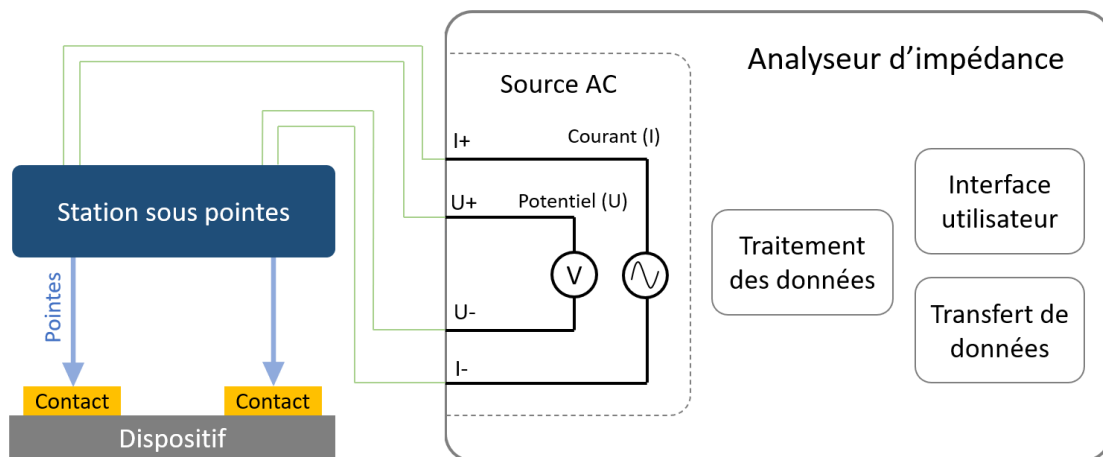 Analyseur d’impédance
Source AC
I+
Courant (I)
U+
Potentiel (U)
V
U-
I-
Station sous pointes
Pointes
Contact
Contact
Dispositif
Traitement
des données
Interface
utilisateur
Transfert de
données